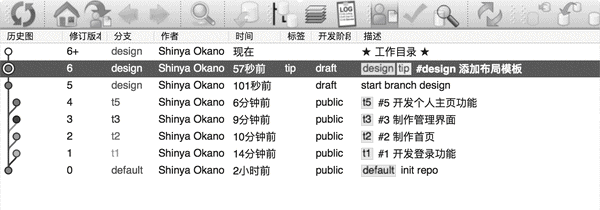 LOG
历史图 修订版本 分支 作者 时间 标签 开发阶段 描述
6+ design Shinya Okano 现在 ★ 工作目录 ★
6 design Shinya Okano 57秒前 tip draft design tip #design 添加布局模板
5 design Shinya Okano 101秒前 draft start branch design
4 t5 Shinya Okano 6分钟前 public t5 #5 开发个人主页功能
3 t3 Shinya Okano 9分钟前 public t3 #3 制作管理界面
2 t2 Shinya Okano 10分钟前 public t2 #2 制作首页
1 t1 Shinya Okano 14分钟前 public t1 #1 开发登录功能
0 default Shinya Okano 2小时前 public default init repo